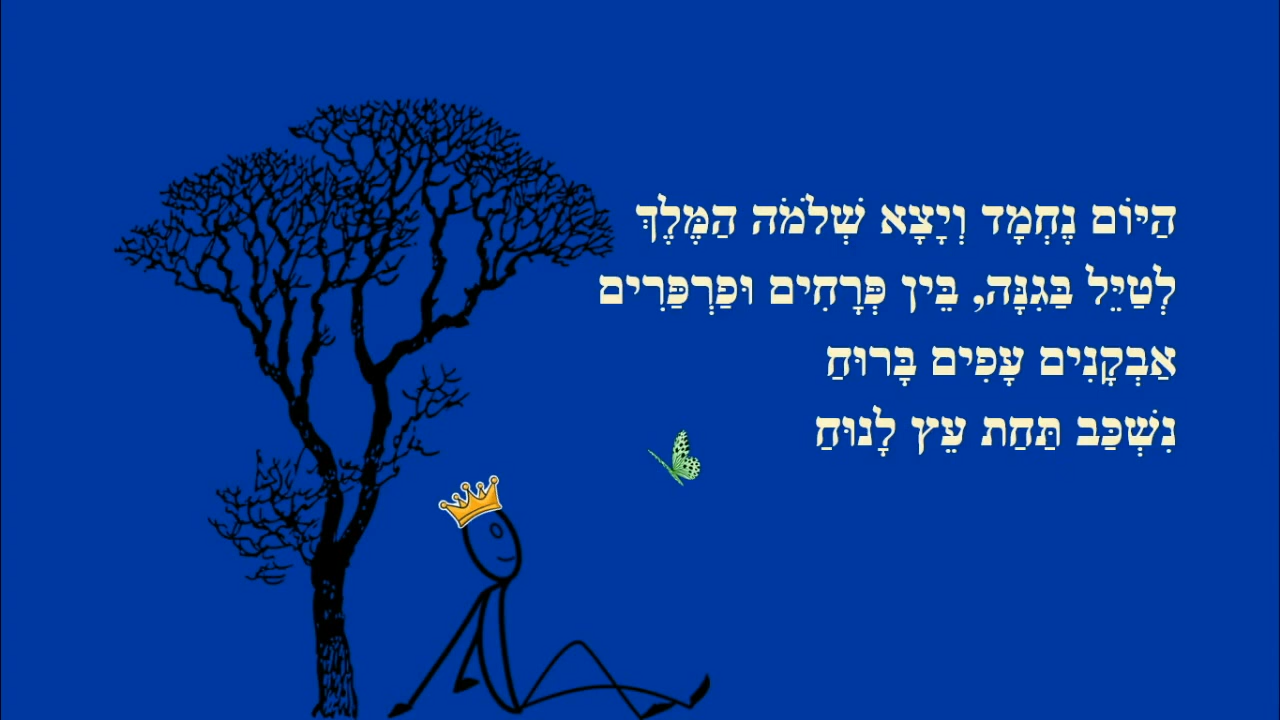 הַיּוֹם נֶחְמָד וְיָצָא שְׁלֹמֹה הַמֶּלֶךְ
לְטַיֵּל בַּגִּנָּה, בֵּין פְּרָחִים וּפַרְפַּרִים
אַבְקָנִים עָפִּים בָּרוּחַ
נִשְׁכַּב תַּחַת עֵץ לָנוּחַ